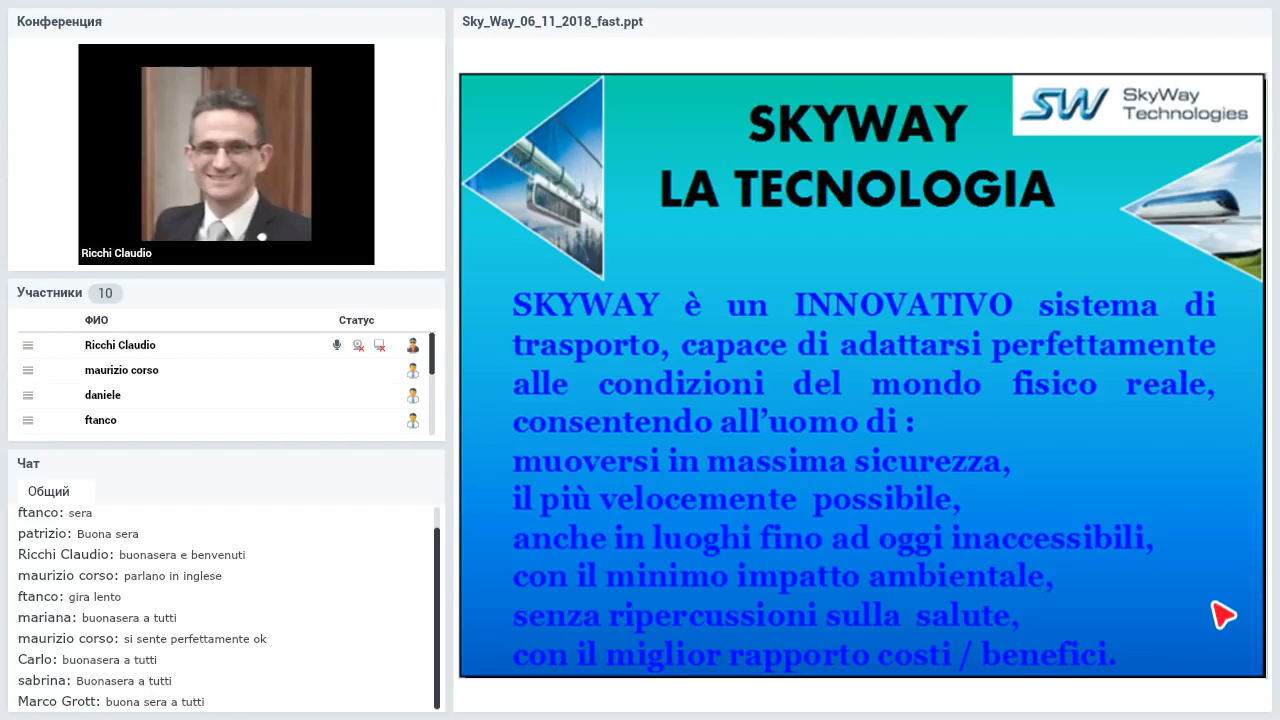 Конференция
Ricchi Claudio
Участники 10
ФИО Статус
Ricchi Claudio
maurizio corso
daniele
ftanco
Чат
Общий
ftanco: sera
patrizio: Buona sera
Ricchi Claudio: buonasera e benvenuti
maurizio corso: parlano in inglese
ftanco: gira lento
mariana: buonasera a tutti
maurizio corso: si sente perfettamente ok
Carlo: buonasera a tutti
sabrina: Buonasera a tutti
Marco Grott: buona sera a tutti
Sky_Way_06_11_2018_fast.ppt
SW SkyWay
Technologies
SKYWAY
LA TECNOLOGIA
SKYWAY è un INNOVATIVO sistema di
trasporto, capace di adattarsi perfettamente
alle condizioni del mondo fisico reale,
consentendo all’uomo di :
muoversi in massima sicurezza,
il più velocemente possibile,
anche in luoghi fino ad oggi inaccessibili,
con il minimo impatto ambientale,
senza ripercussioni sulla salute,
con il miglior rapporto costi / benefici.